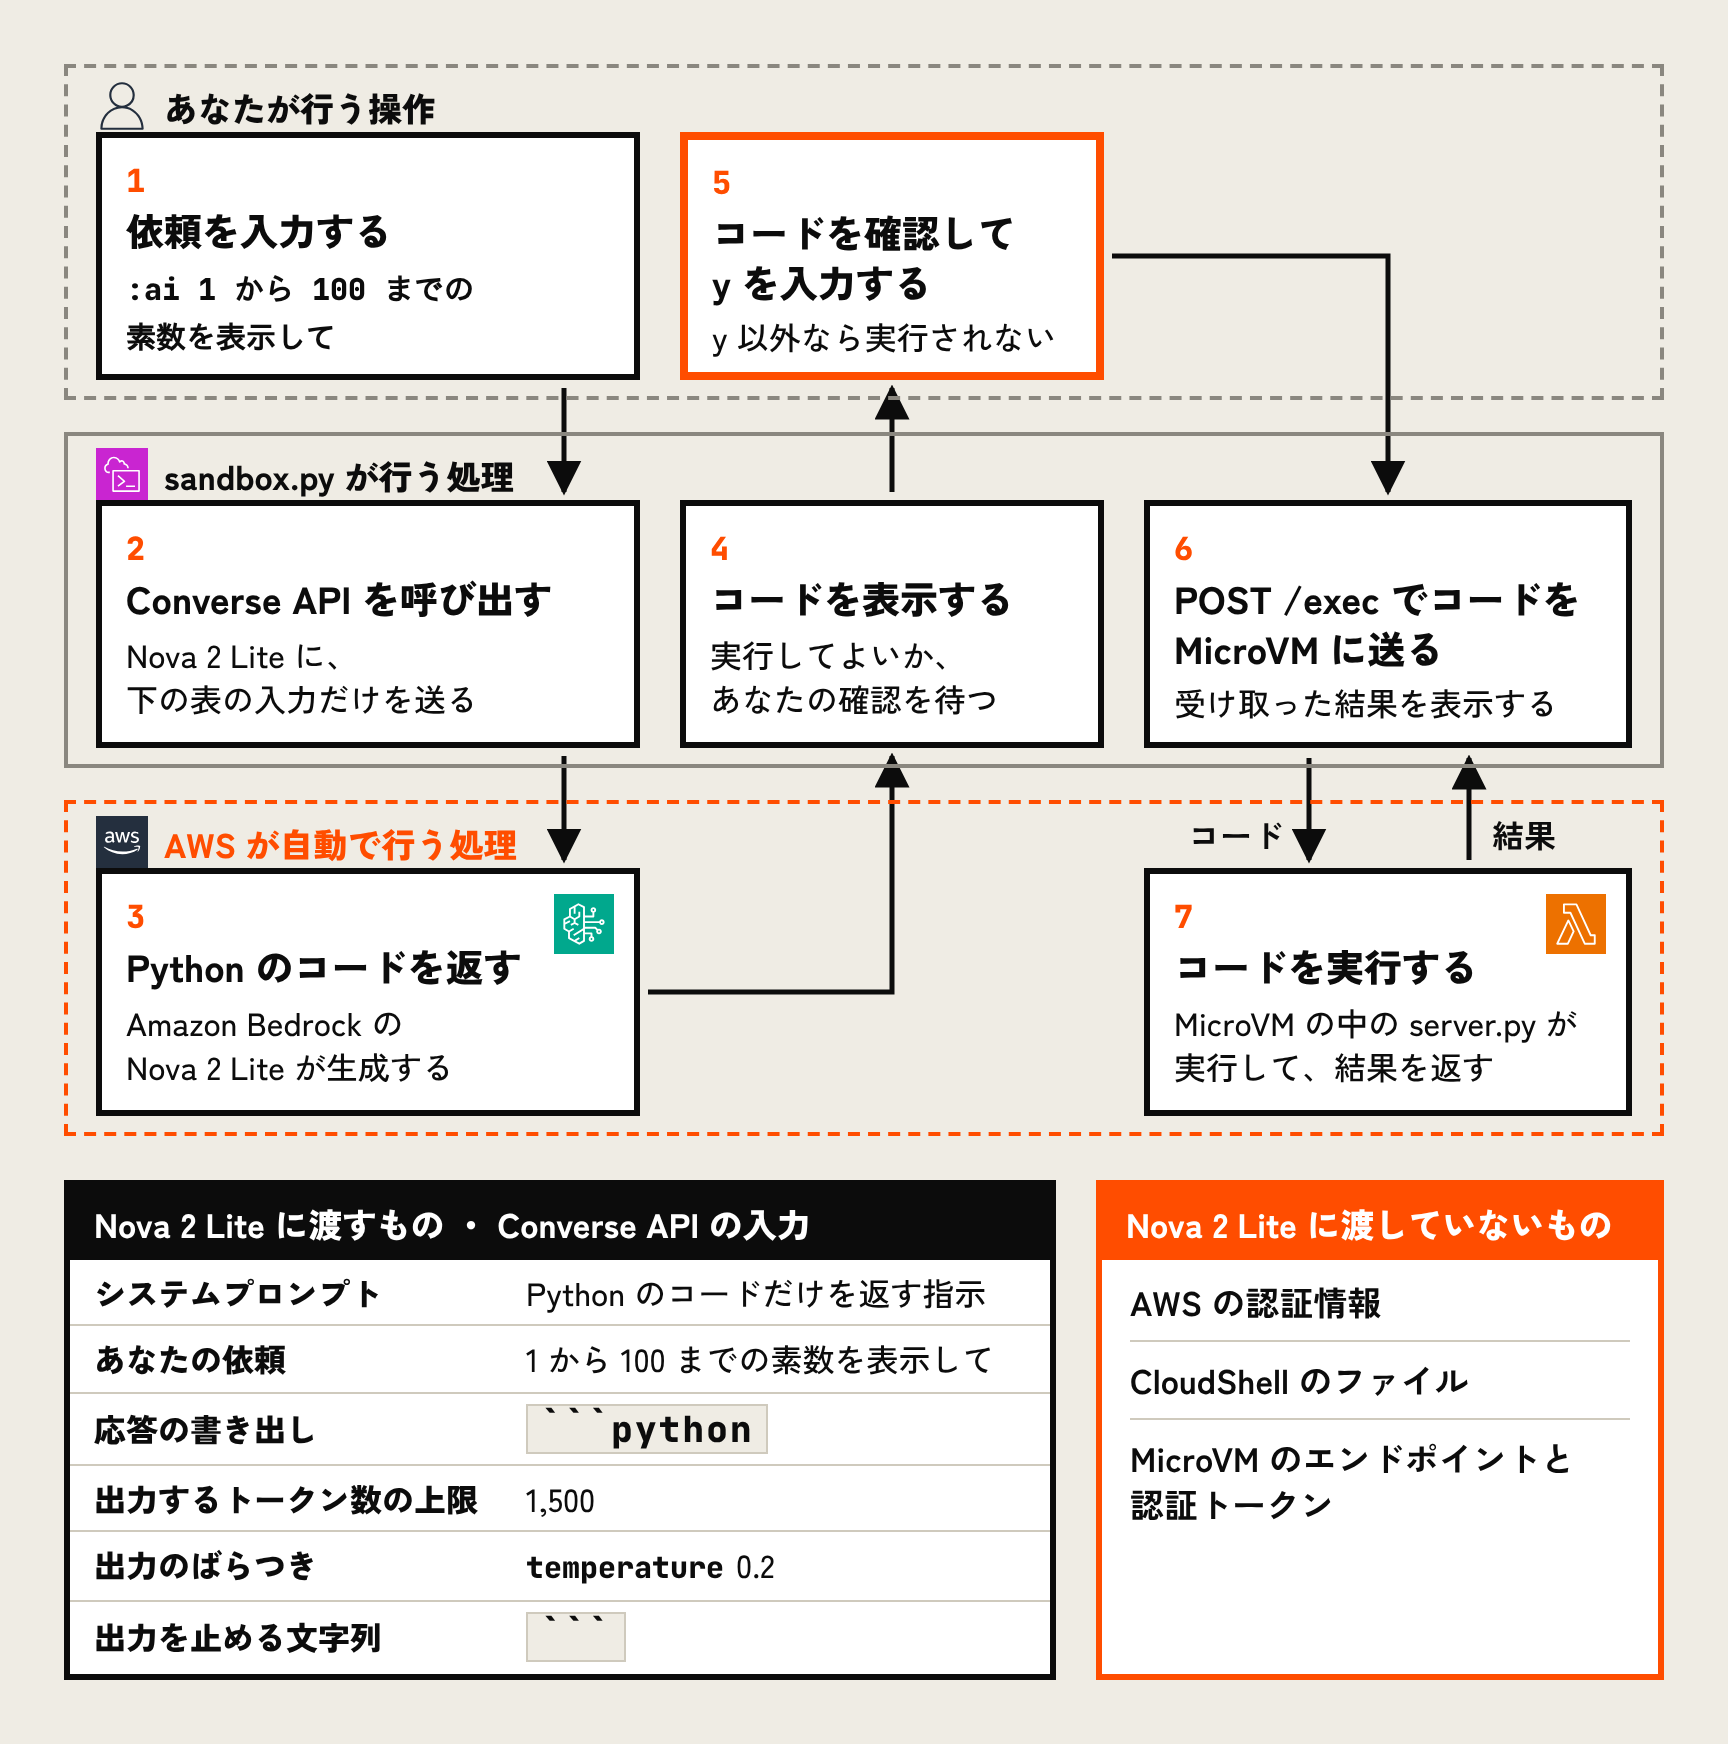 あなたが行う操作
1
依頼を入力する
:ai 1 から 100 までの
素数を表示して
5
コードを確認して
y を入力する
y 以外なら実行されない
sandbox.py が行う処理
2
Converse API を呼び出す
Nova 2 Lite に、
下の表の入力だけを送る
4
コードを表示する
実行してよいか、
あなたの確認を待つ
6
POST /exec でコードを
MicroVM に送る
受け取った結果を表示する
コード
結果
aws
AWS が自動で行う処理
3
Python のコードを返す
Amazon Bedrock の
Nova 2 Lite が生成する
7
コードを実行する
MicroVM の中の server.py が
実行して、結果を返す
Nova 2 Lite に渡すもの ・ Converse API の入力
システムプロンプト Python のコードだけを返す指示
あなたの依頼 1 から 100 までの素数を表示して
応答の書き出し ```python
出力するトークン数の上限 1,500
出力のばらつき temperature 0.2
出力を止める文字列 ```
Nova 2 Lite に渡していないもの
AWS の認証情報
CloudShell のファイル
MicroVM のエンドポイントと
認証トークン